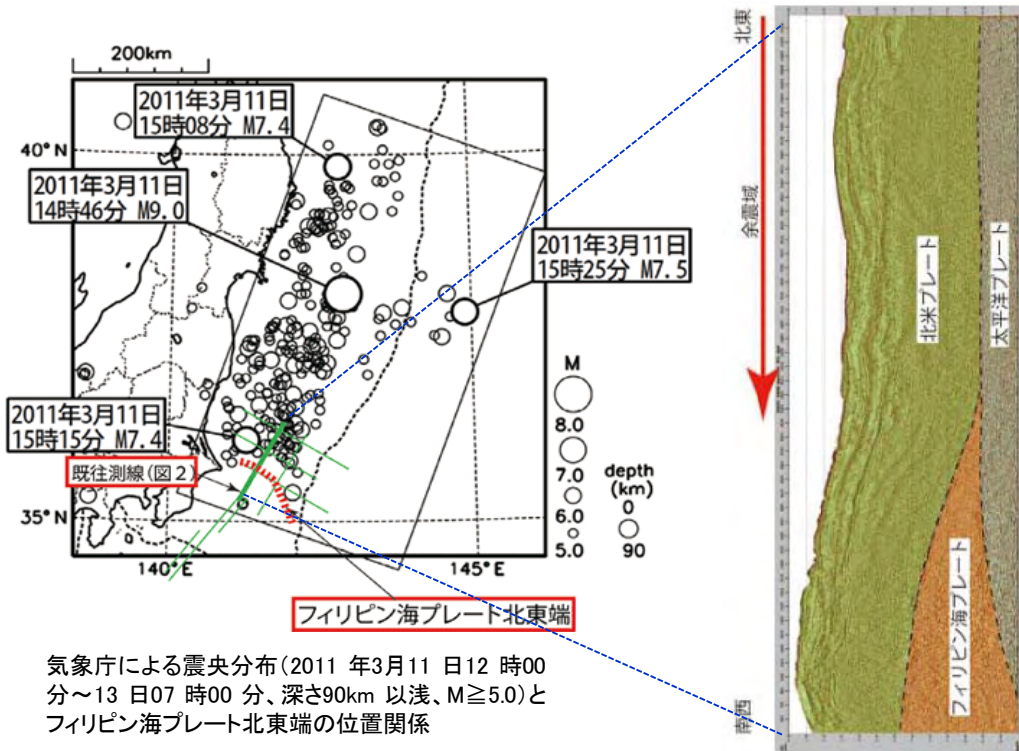 200km
2011年3月11日
15時08分 M7.4
40°N
2011年3月11日
14時46分 M9.0
2011年3月11日
15時25分 M7.5
2011年3月11日
15時15分 M7.4
既往測線(図2)
35°N
140°E
145°E
M
8.0
7.0
6.0
5.0
depth
(km)
0
90
フィリピン海プレート北東端
気象庁による震央分布(2011 年3月11 日12 時00
分~13 日07 時00 分、深さ90km 以浅、M≧5.0)と
フィリピン海プレート北東端の位置関係
北東
余震域
北米プレート
太平洋プレート
フィリピン海プレート
南西